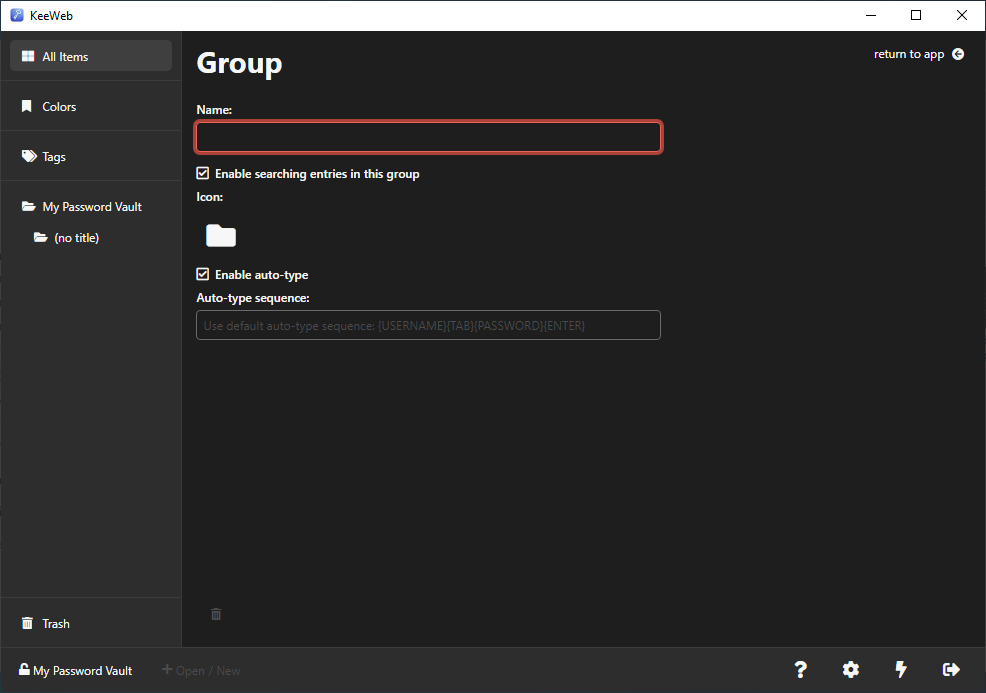 KeeWeb
All Items
Colors
Tags
My Password Vault
(no title)
Trash
Group
return to app
Name:
Enable searching entries in this group
Icon:
Enable auto-type
Auto-type sequence:
Use default auto-type sequence: {USERNAME}{TAB}{PASSWORD}{ENTER}
My Password Vault
Open / New